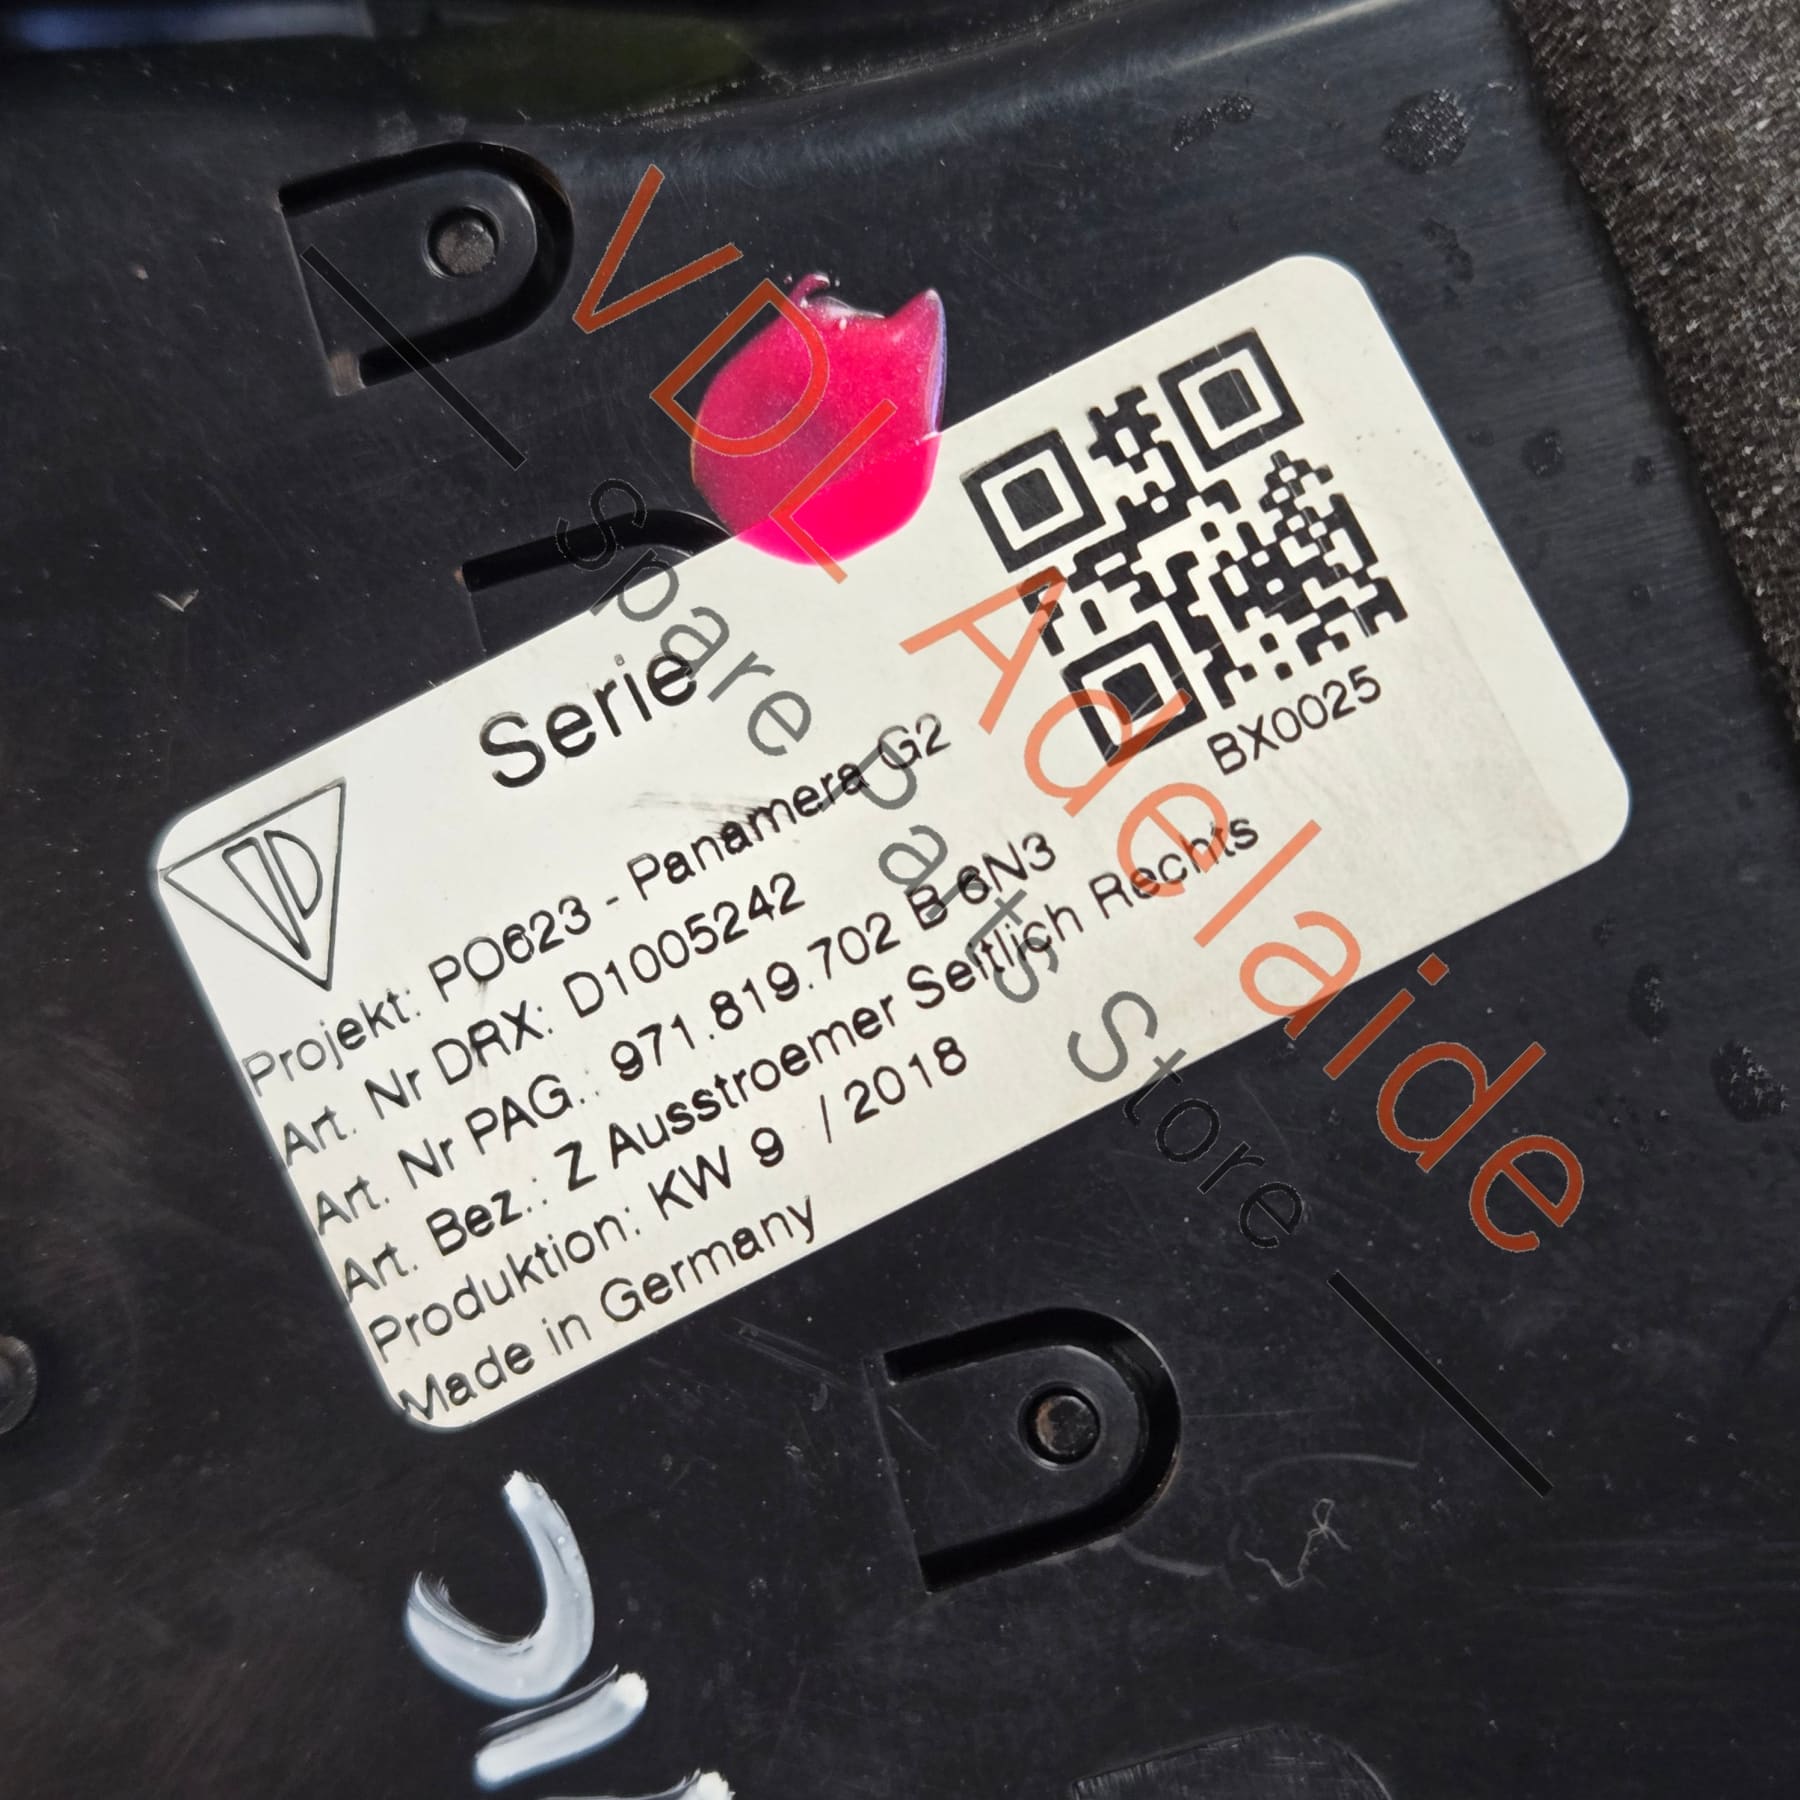 Serie
BX0025
Projekt: PO623 - Panamera G2
Art. Nr DRX: D1005242
Art. Nr PAG.: 971.819.702 B 6N3
Art. Bez.: Z Ausstroemer Seitlich Rechts
Produktion: KW 9 / 2018
Made in Germany
VDL Adelaide
Spare Parts Store